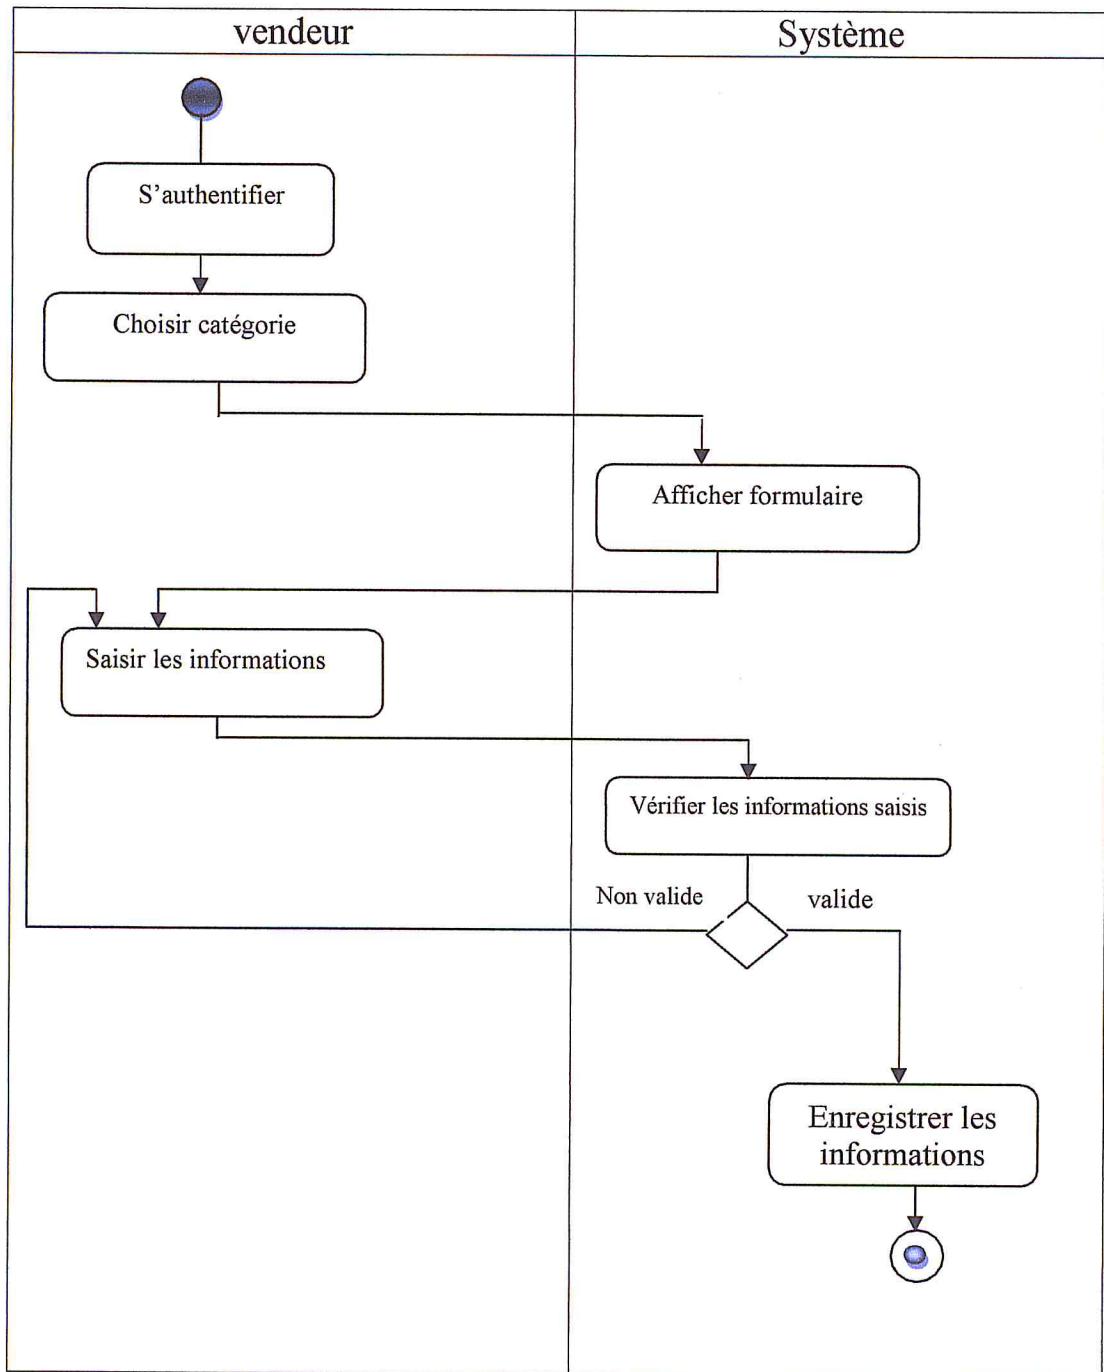 vendeur
Système
S'authentifier
Choisir catégorie
Afficher formulaire
Saisir les informations
Vérifier les informations saisis
Non valide
valide
Enregistrer les
informations